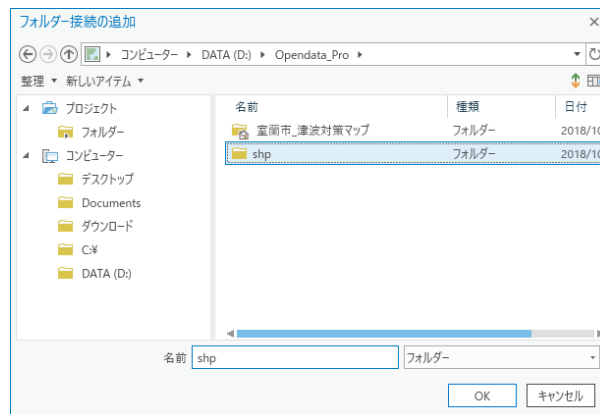 フォルダー接続の追加
コンピューター DATA (D:) Opendata_Pro
整理 新しいアイテム
プロジェクト
フォルダー
コンピューター
デスクトップ
Documents
ダウンロード
C:¥
DATA (D:)
名前 種類 日付
室蘭市_津波対策マップ フォルダー 2018/10
shp フォルダー 2018/10
名前 shp フォルダー
OK キャンセル